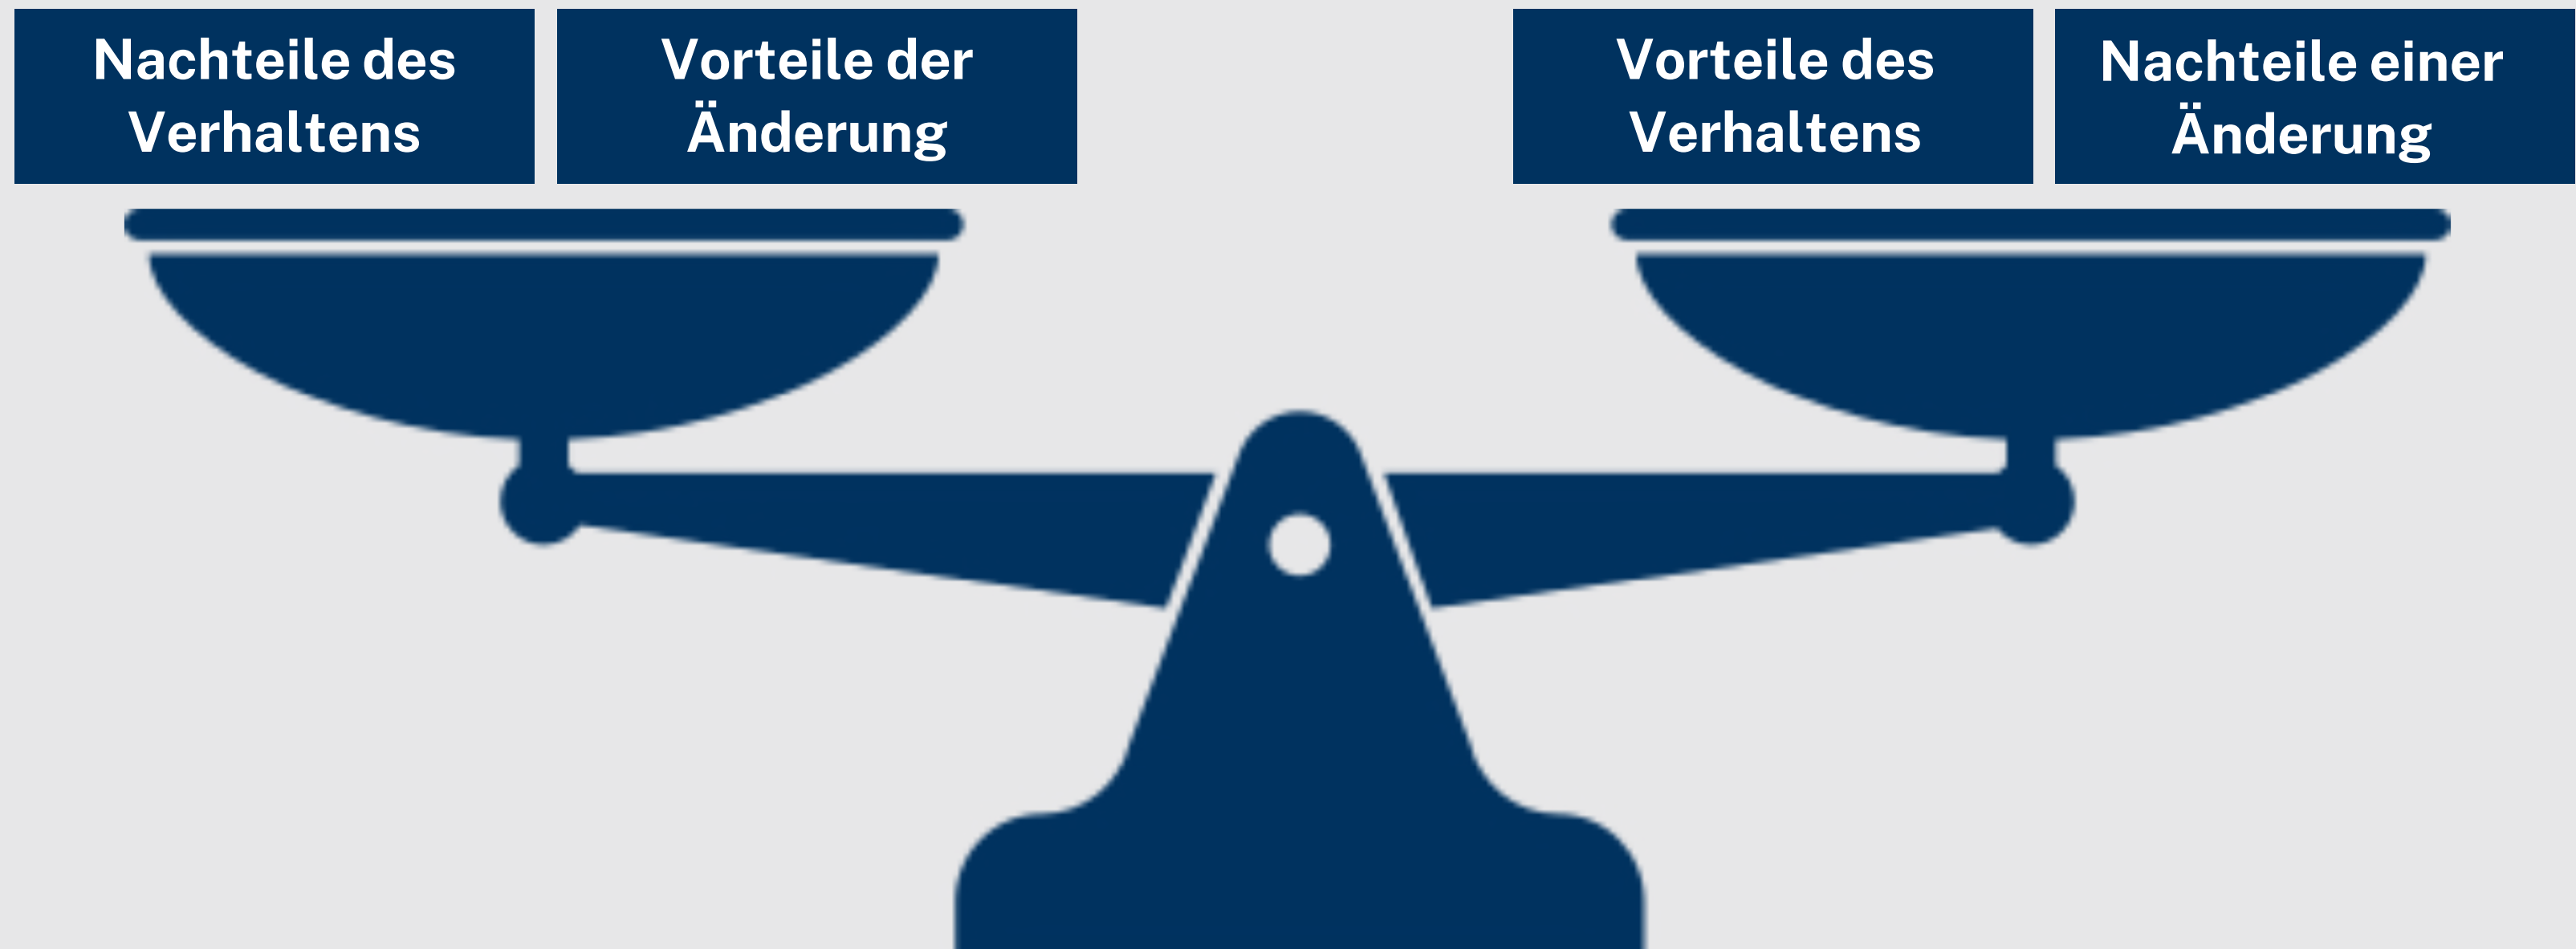 Nachteile des
Verhaltens
Vorteile der
Änderung
Vorteile des
Verhaltens
Nachteile einer
Änderung